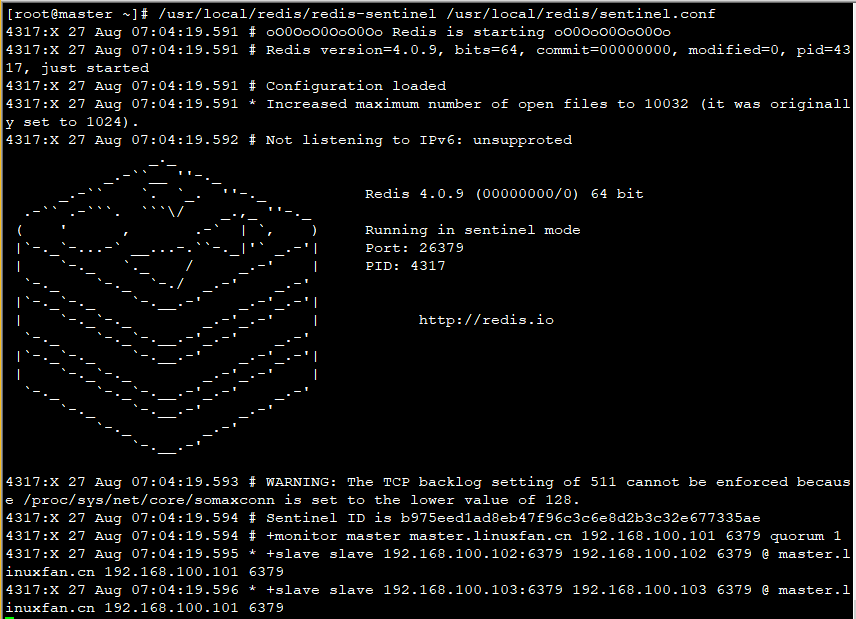 [root@master ~]# /usr/local/redis/redis-sentinel /usr/local/redis/sentinel.conf
4317:X 27 Aug 07:04:19.591 # oO0OoO0OoO0Oo Redis is starting oO0OoO0OoO0Oo
4317:X 27 Aug 07:04:19.591 # Redis version=4.0.9, bits=64, commit=00000000, modified=0, pid=43
17, just started
4317:X 27 Aug 07:04:19.591 # Configuration loaded
4317:X 27 Aug 07:04:19.591 * Increased maximum number of open files to 10032 (it was originall
y set to 1024).
4317:X 27 Aug 07:04:19.592 # Not listening to IPv6: unsupproted
Redis 4.0.9 (00000000/0) 64 bit
Running in sentinel mode
Port: 26379
PID: 4317
http://redis.io
4317:X 27 Aug 07:04:19.593 # WARNING: The TCP backlog setting of 511 cannot be enforced becaus
e /proc/sys/net/core/somaxconn is set to the lower value of 128.
4317:X 27 Aug 07:04:19.594 # Sentinel ID is b975eed1ad8eb47f96c3c6e8d2b3c32e677335ae
4317:X 27 Aug 07:04:19.594 # +monitor master master.linuxfan.cn 192.168.100.101 6379 quorum 1
4317:X 27 Aug 07:04:19.595 * +slave slave 192.168.100.102:6379 192.168.100.102 6379 @ master.l
inuxfan.cn 192.168.100.101 6379
4317:X 27 Aug 07:04:19.596 * +slave slave 192.168.100.103:6379 192.168.100.103 6379 @ master.l
inuxfan.cn 192.168.100.101 6379